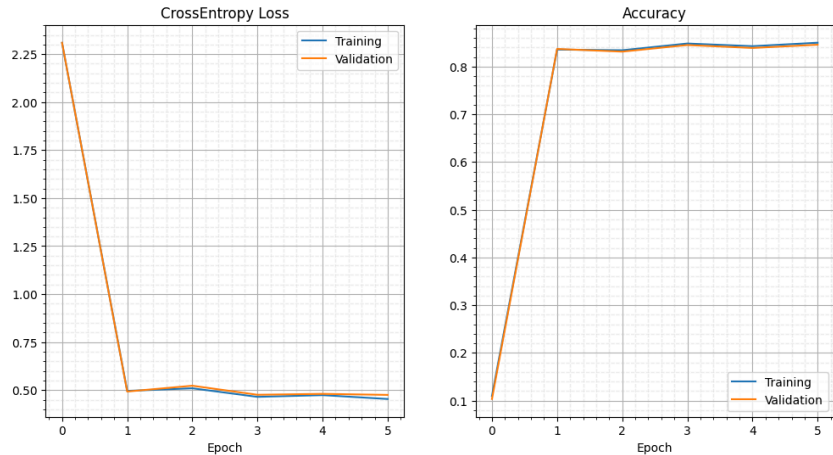 CrossEntropy Loss
2.25
2.00
1.75
1.50
1.25
1.00
0.75
0.50
0 1 2 3 4 5
Epoch
Training
Validation
Accuracy
0.8
0.7
0.6
0.5
0.4
0.3
0.2
0.1
0 1 2 3 4 5
Epoch
Training
Validation